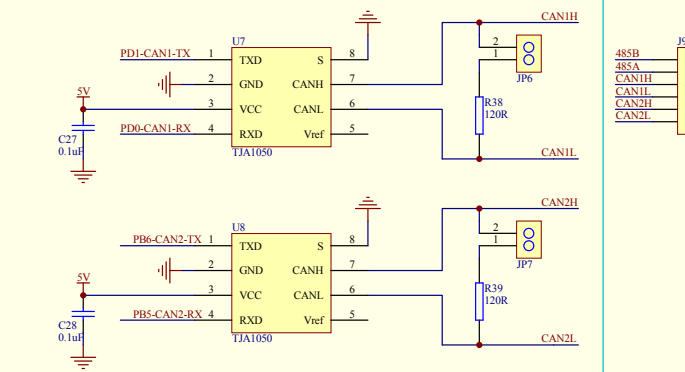 CAN1H
U7
PD1-CAN1-TX 1 TXD S 8
2 GND CANH 7
5V
3 VCC CANL 6
PD0-CAN1-RX 4 RXD Vref 5
TJA1050
C27
0.1uF
2
1
JP6
R38
120R
CAN1L
J9
485B
485A
CAN1H
CAN1L
CAN2H
CAN2L
CAN2H
U8
PB6-CAN2-TX 1 TXD S 8
2 GND CANH 7
5V
3 VCC CANL 6
PB5-CAN2-RX 4 RXD Vref 5
TJA1050
C28
0.1uF
2
1
JP7
R39
120R
CAN2L